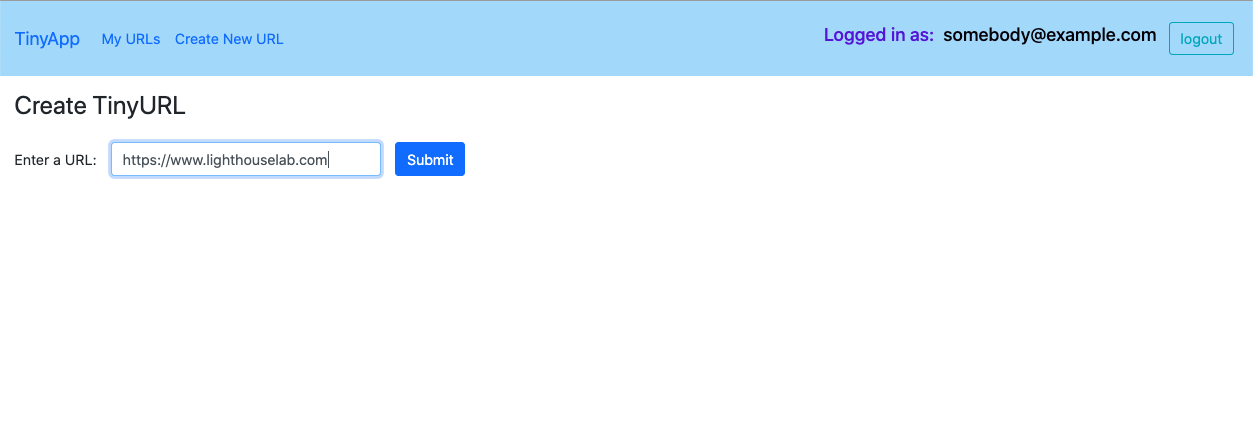 TinyApp My URLs Create New URL Logged in as: somebody@example.com logout
Create TinyURL
Enter a URL: https://www.lighthouselab.com Submit